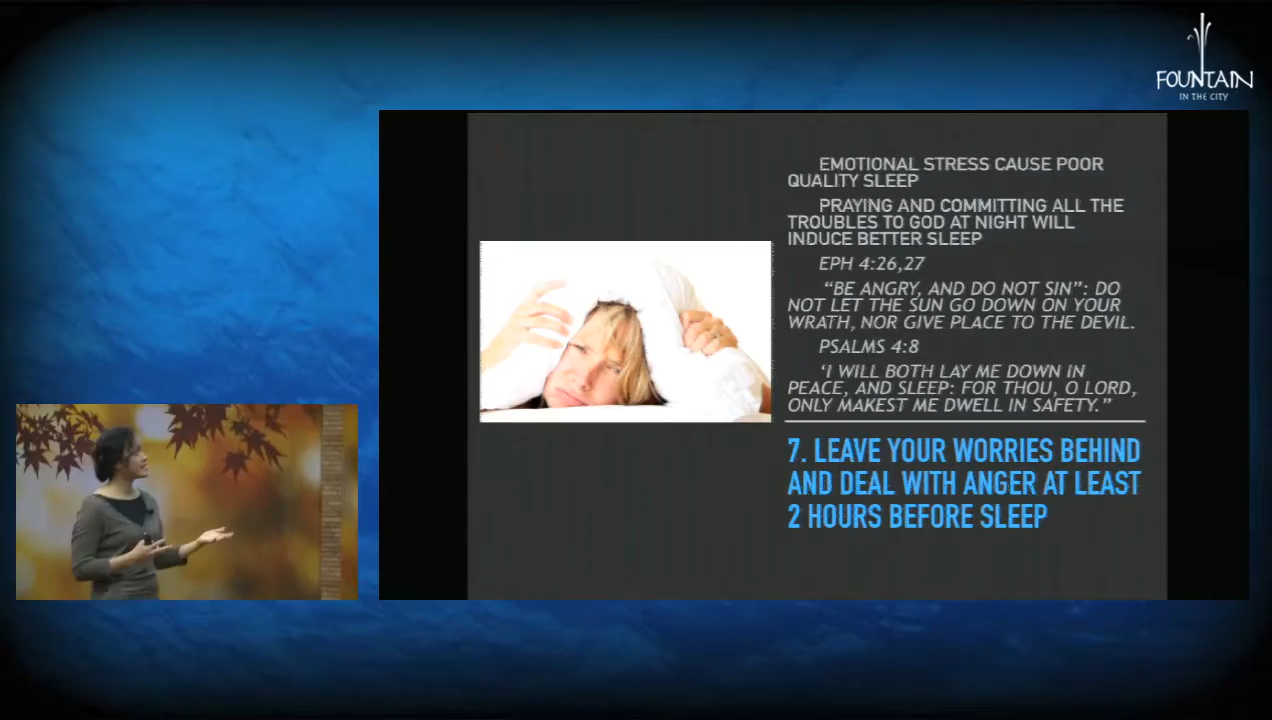 FOUNTAIN
IN THE CITY
EMOTIONAL STRESS CAUSE POOR
QUALITY SLEEP
PRAYING AND COMMITTING ALL THE
TROUBLES TO GOD AT NIGHT WILL
INDUCE BETTER SLEEP
EPH 4:26,27
“BE ANGRY, AND DO NOT SIN”: DO
NOT LET THE SUN GO DOWN ON YOUR
WRATH, NOR GIVE PLACE TO THE DEVIL.
PSALMS 4:8
‘I WILL BOTH LAY ME DOWN IN
PEACE, AND SLEEP: FOR THOU, O LORD,
ONLY MAKEST ME DWELL IN SAFETY.”
7. LEAVE YOUR WORRIES BEHIND
AND DEAL WITH ANGER AT LEAST
2 HOURS BEFORE SLEEP